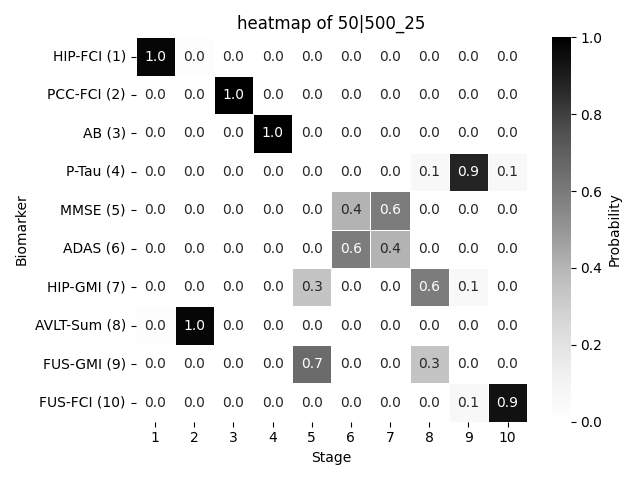 heatmap of 50|500_25
HIP-FCI (1) 1.0 0.0 0.0 0.0 0.0 0.0 0.0 0.0 0.0 0.0
PCC-FCI (2) 0.0 0.0 1.0 0.0 0.0 0.0 0.0 0.0 0.0 0.0
AB (3) 0.0 0.0 0.0 1.0 0.0 0.0 0.0 0.0 0.0 0.0
P-Tau (4) 0.0 0.0 0.0 0.0 0.0 0.0 0.0 0.1 0.9 0.1
MMSE (5) 0.0 0.0 0.0 0.0 0.0 0.4 0.6 0.0 0.0 0.0
ADAS (6) 0.0 0.0 0.0 0.0 0.0 0.6 0.4 0.0 0.0 0.0
HIP-GMI (7) 0.0 0.0 0.0 0.0 0.3 0.0 0.0 0.6 0.1 0.0
AVLT-Sum (8) 0.0 1.0 0.0 0.0 0.0 0.0 0.0 0.0 0.0 0.0
FUS-GMI (9) 0.0 0.0 0.0 0.0 0.7 0.0 0.0 0.3 0.0 0.0
FUS-FCI (10) 0.0 0.0 0.0 0.0 0.0 0.0 0.0 0.0 0.1 0.9
1 2 3 4 5 6 7 8 9 10
Stage
Biomarker
1.0
0.8
0.6
0.4
0.2
0.0
Probability